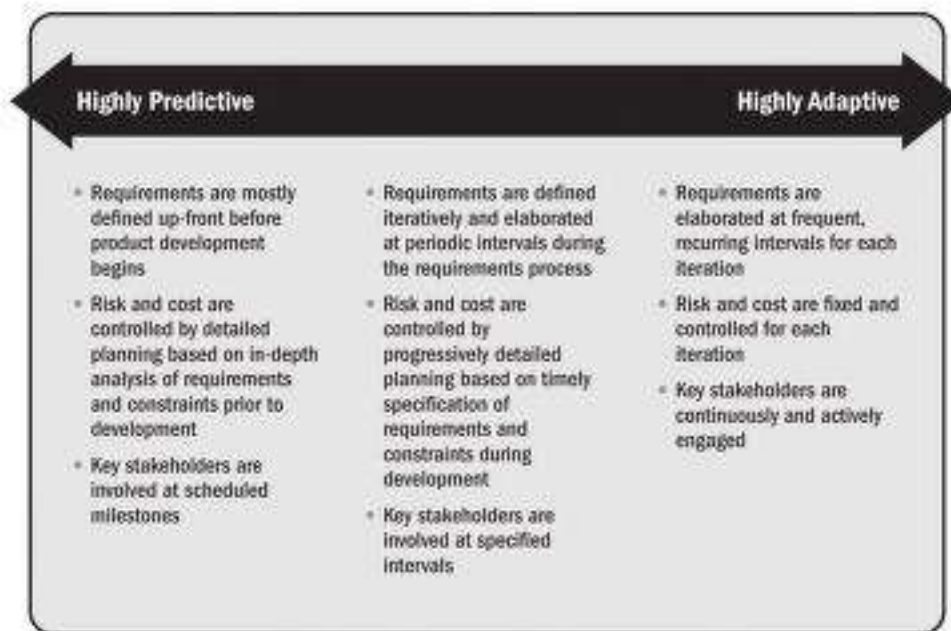 Highly Predictive
Highly Adaptive
• Requirements are mostly
defined up-front before
product development
begins
• Risk and cost are
controlled by detailed
planning based on in-depth
analysis of requirements
and constraints prior to
development
• Key stakeholders are
involved at scheduled
milestones
• Requirements are defined
iteratively and elaborated
at periodic intervals during
the requirements process
• Risk and cost are
controlled by
progressively detailed
planning based on timely
specification of
requirements and
constraints during
development
• Key stakeholders are
involved at specified
intervals
• Requirements are
elaborated at frequent,
recurring intervals for each
iteration
• Risk and cost are fixed and
controlled for each
iteration
• Key stakeholders are
continuously and actively
engaged